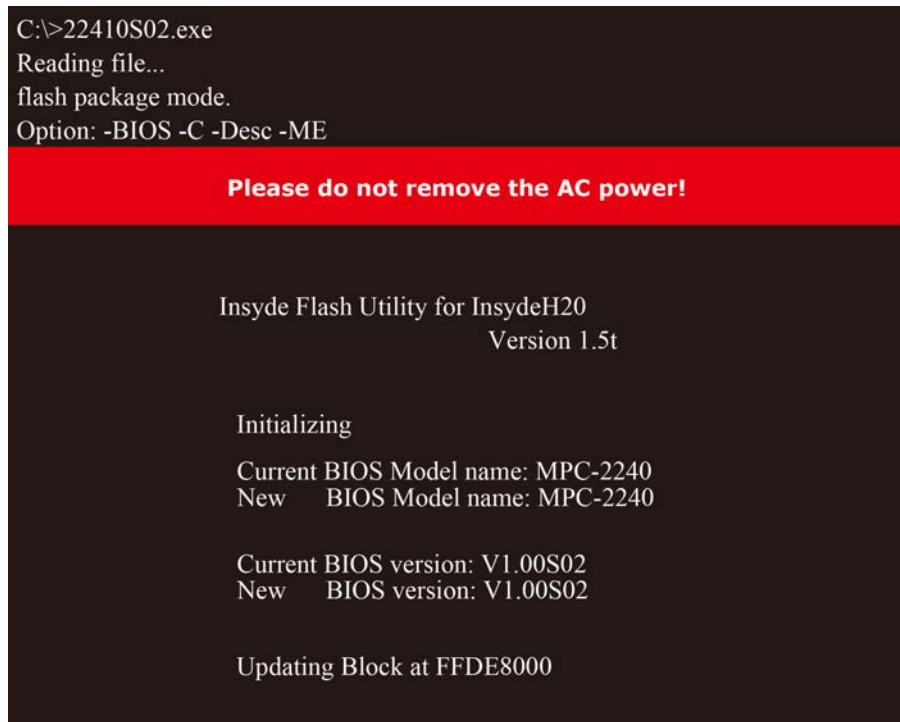 C:\>22410S02.exe
Reading file...
flash package mode.
Option: -BIOS -C -Desc -ME
Please do not remove the AC power!
Insyde Flash Utility for InsydeH20
Version 1.5t
Initializing
Current BIOS Model name: MPC-2240
New BIOS Model name: MPC-2240
Current BIOS version: V1.00S02
New BIOS version: V1.00S02
Updating Block at FFDE8000